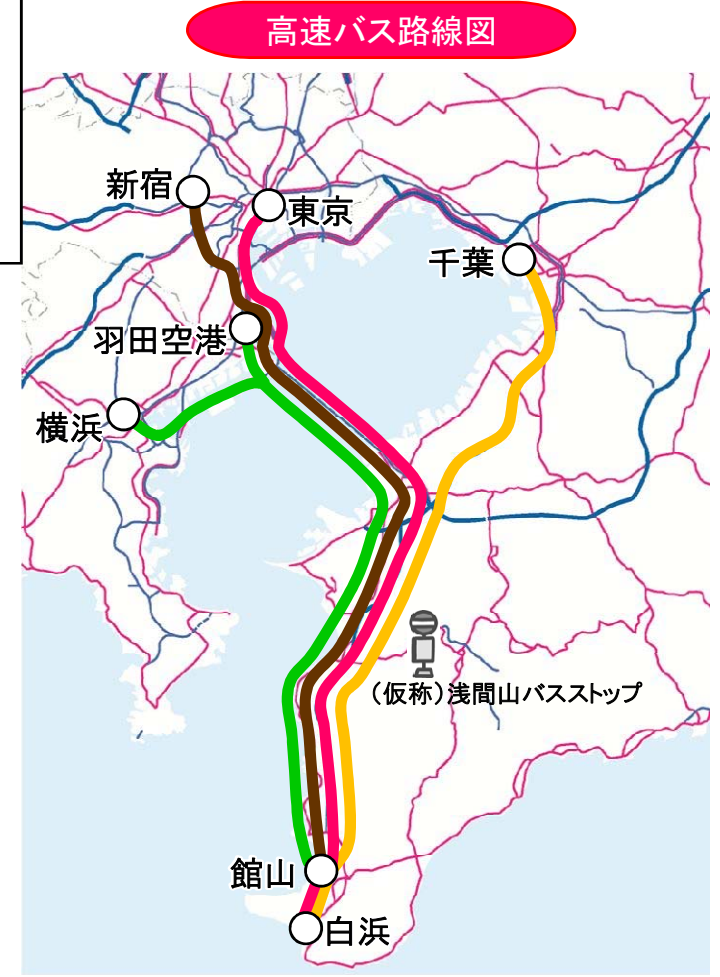 高速バス路線図
新宿
東京
千葉
羽田空港
横浜
（仮称）浅間山バスストップ
館山
白浜